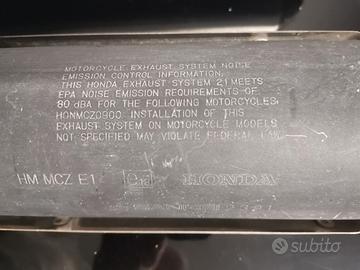 MOTORCYCLE EXHAUST SYSTEM NOISE
EMISSION CONTROL INFORMATION.
THIS HONDA EXHAUST SYSTEM 21 MEETS
EPA NOISE EMISSION REQUIREMENTS OF
80 dBA FOR THE FOLLOWING MOTORCYCLES:
HONMCZ0900. INSTALLATION OF THIS
EXHAUST SYSTEM ON MOTORCYCLE MODELS
NOT SPECIFIED MAY VIOLATE FEDERAL LAW.
HM MCZ E1 HONDA
subito